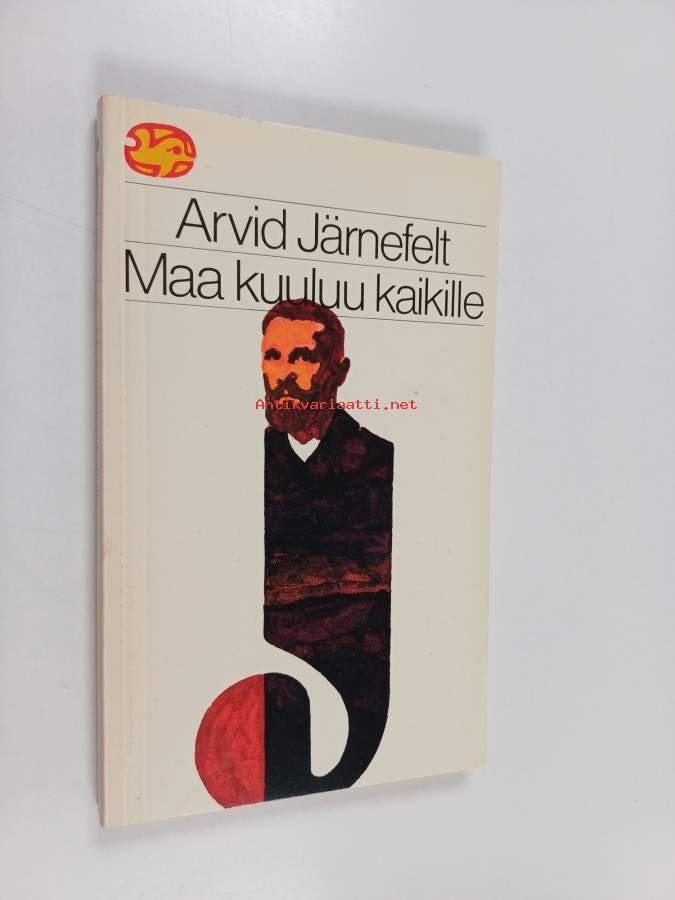 Arvid Järnefelt
Maa kuuluu kaikille
Antikvariaatti.net